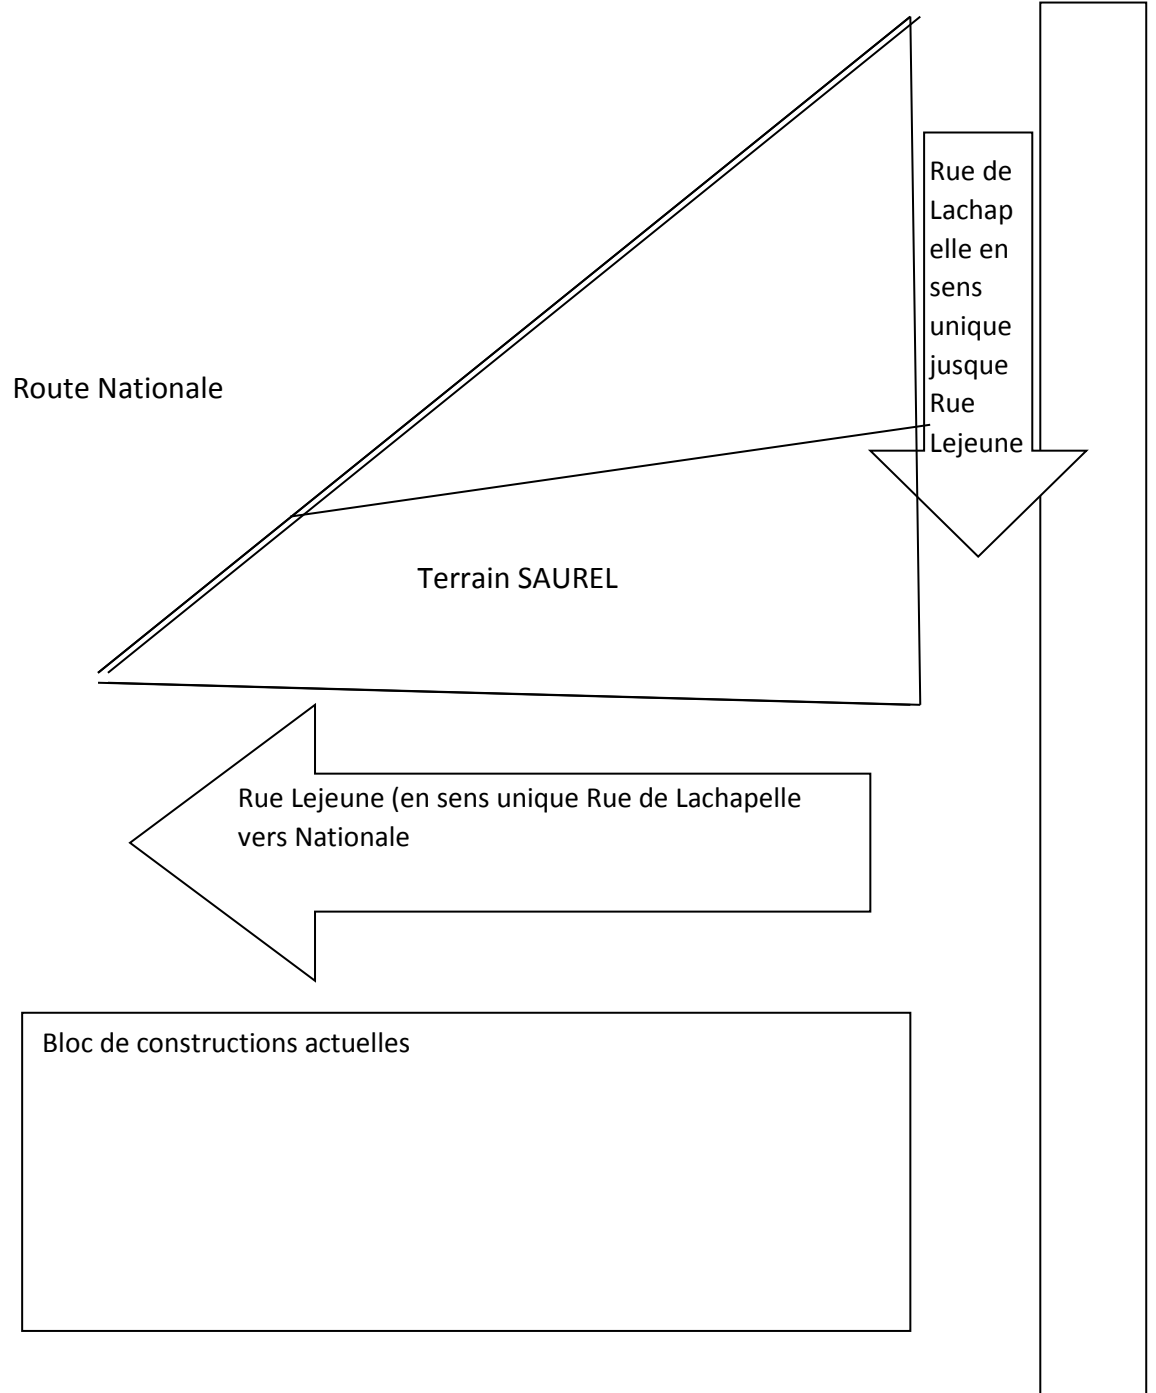 Rue de
Lachap
elle en
sens
unique
jusque
Rue
Lejeune
Route Nationale
Terrain SAUREL
Rue Lejeune (en sens unique Rue de Lachapelle
vers Nationale
Bloc de constructions actuelles